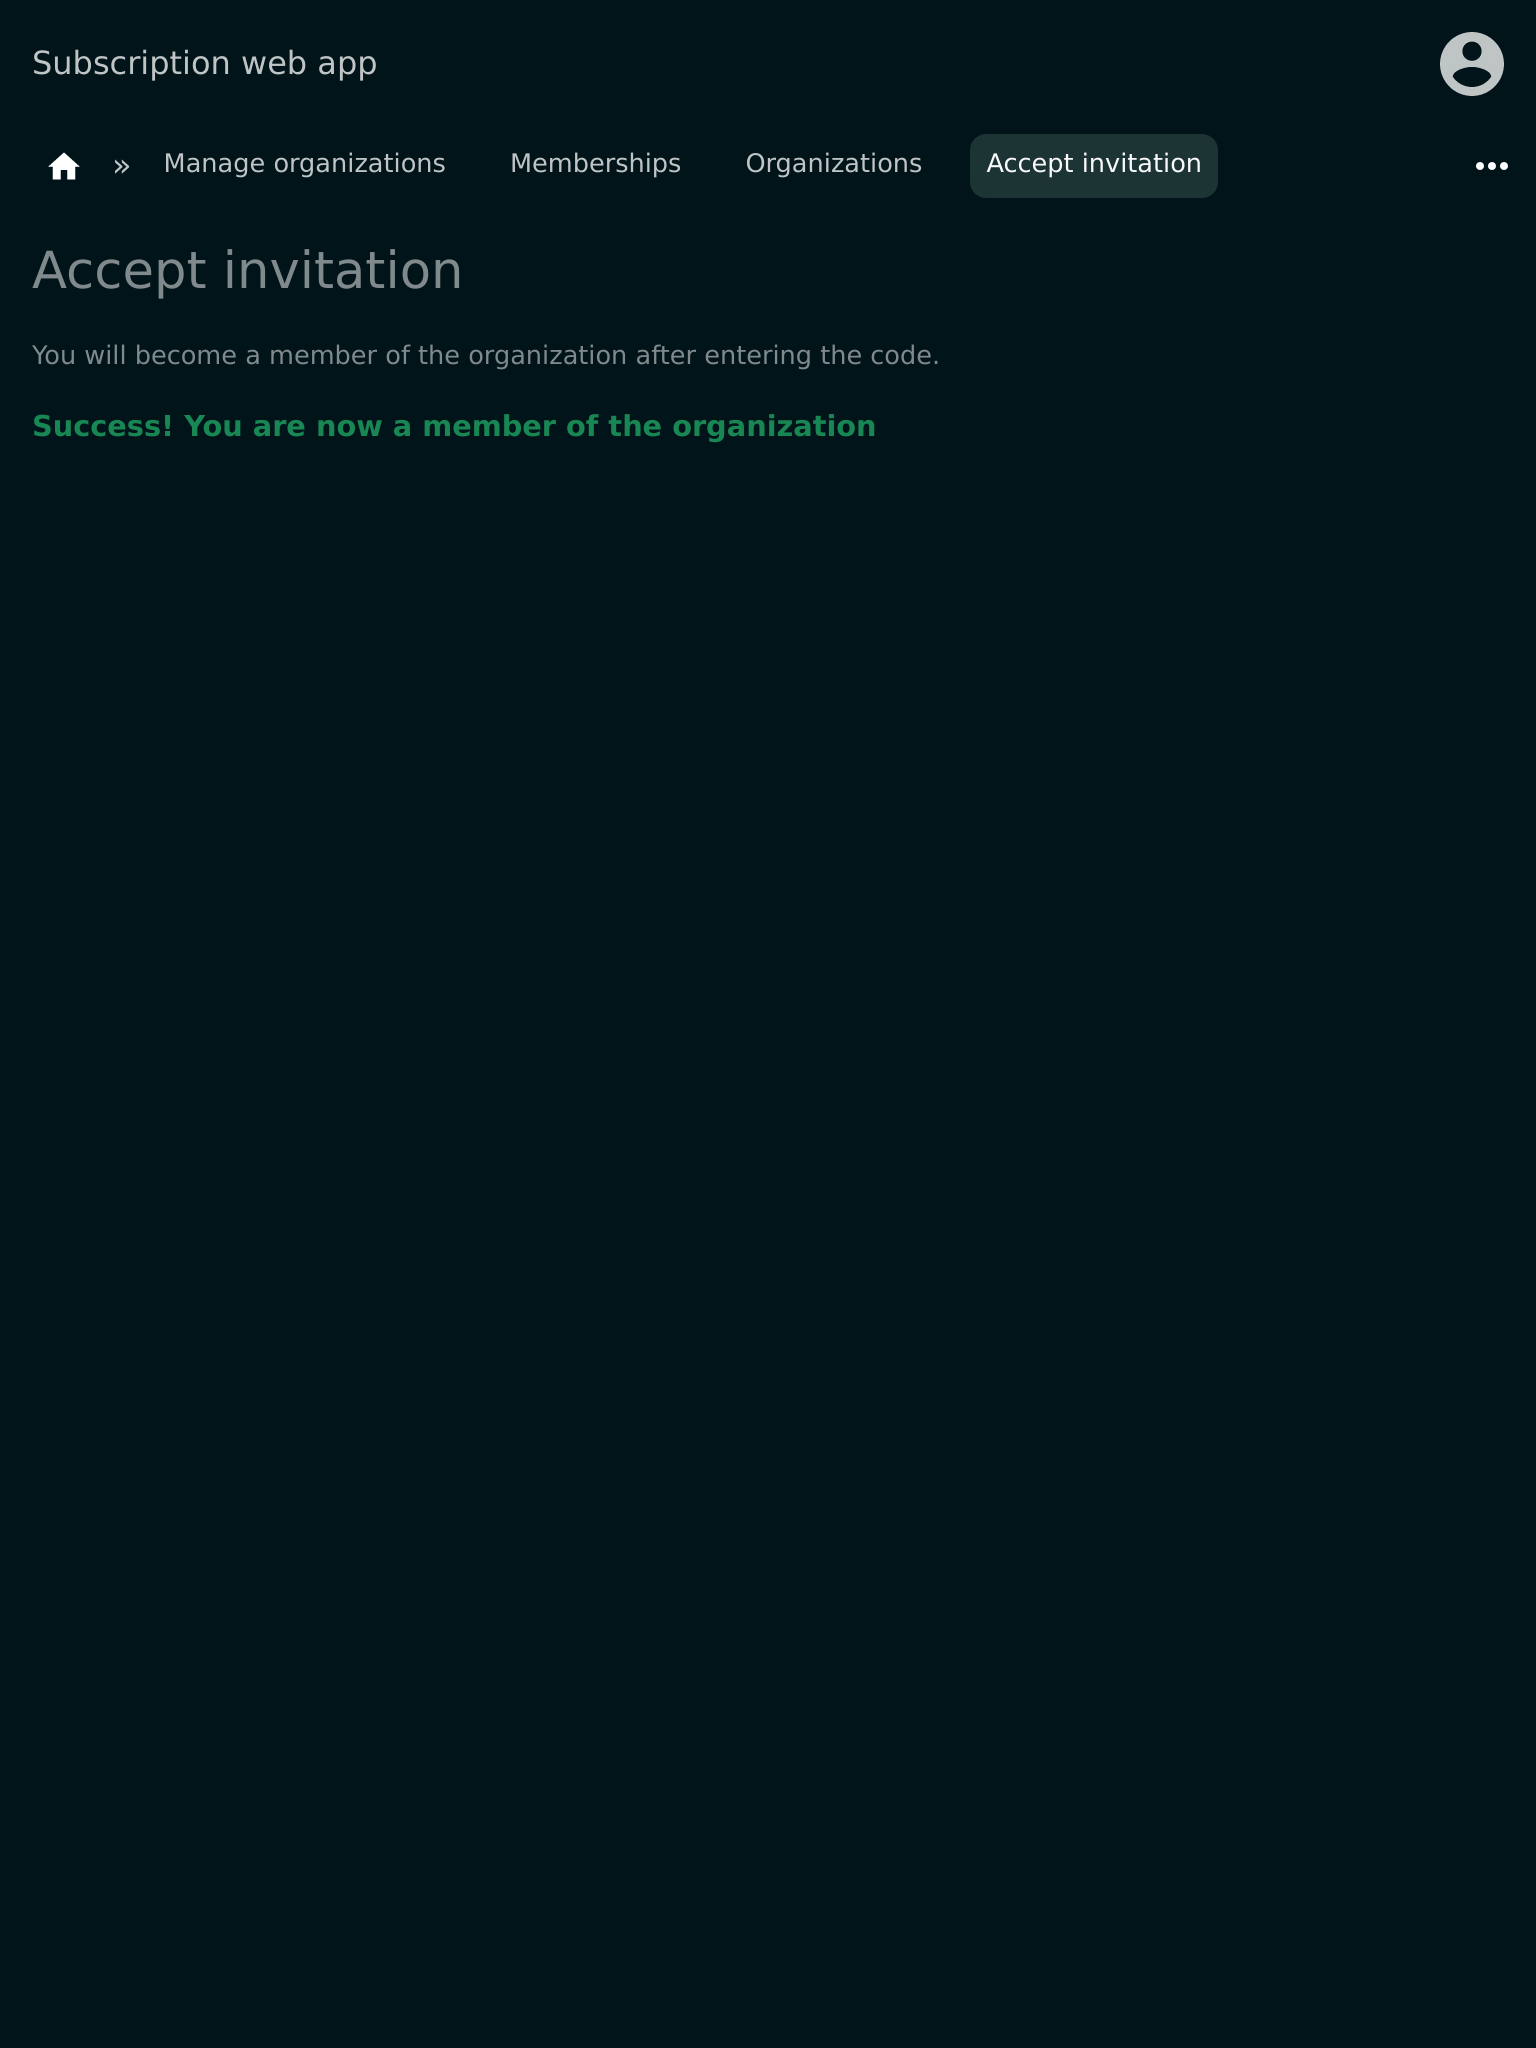 Subscription web app
» Manage organizations Memberships Organizations Accept invitation
Accept invitation
You will become a member of the organization after entering the code.
Success! You are now a member of the organization